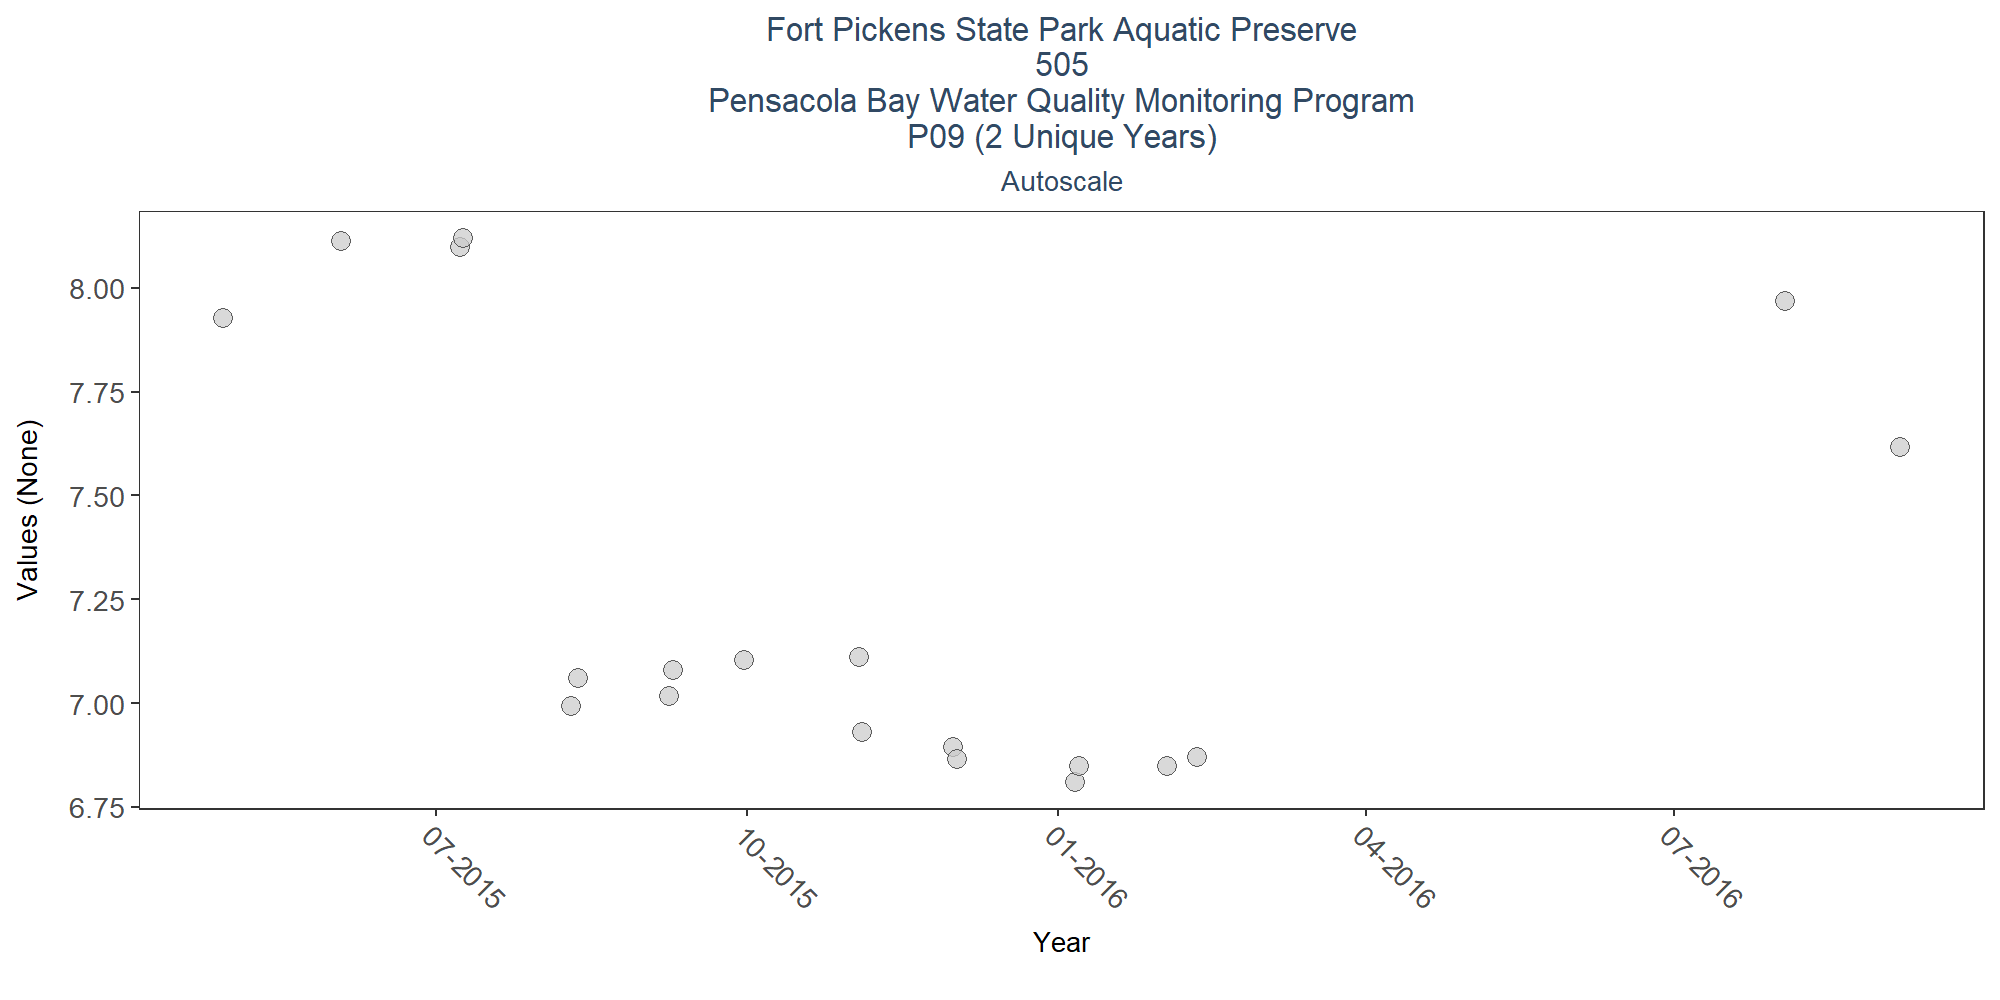 Fort Pickens State Park Aquatic Preserve
505
Pensacola Bay Water Quality Monitoring Program
P09 (2 Unique Years)
Autoscale
Values (None)
8.00
7.75
7.50
7.25
7.00
6.75
07-2015
10-2015
01-2016
04-2016
07-2016
Year